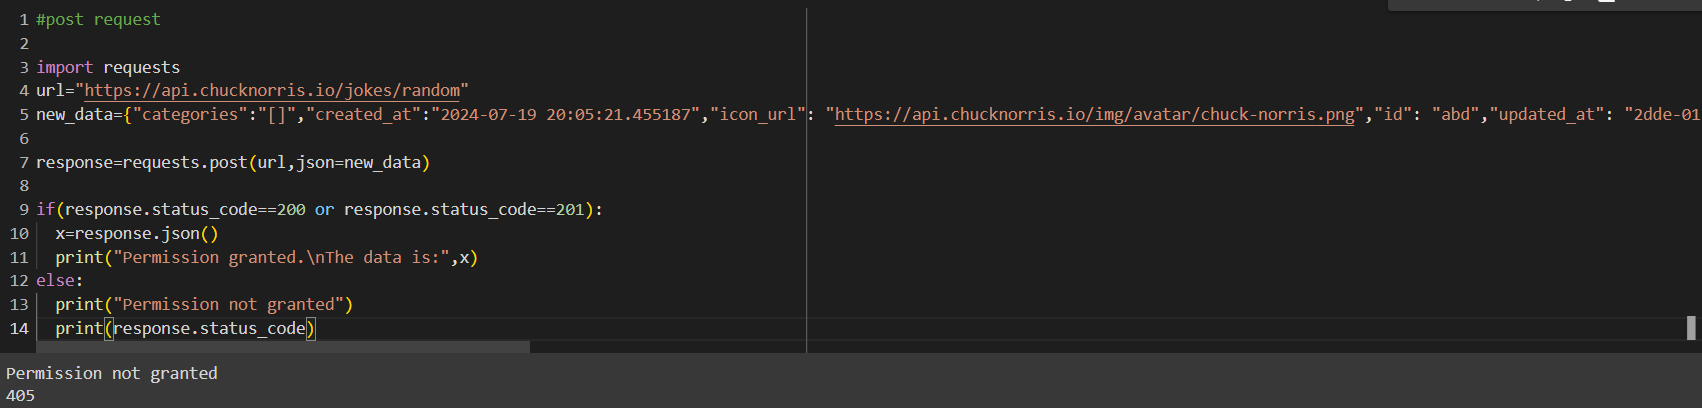 1 #post request
2
3 import requests
4 url="https://api.chucknorris.io/jokes/random"
5 new_data={"categories":"[]","created_at":"2024-07-19 20:05:21.455187","icon_url": "https://api.chucknorris.io/img/avatar/chuck-norris.png","id": "abd","updated_at": "2dde-01
6
7 response=requests.post(url,json=new_data)
8
9 if(response.status_code==200 or response.status_code==201):
10 x=response.json()
11 print("Permission granted.\nThe data is:",x)
12 else:
13 print("Permission not granted")
14 print(response.status_code)
Permission not granted
405